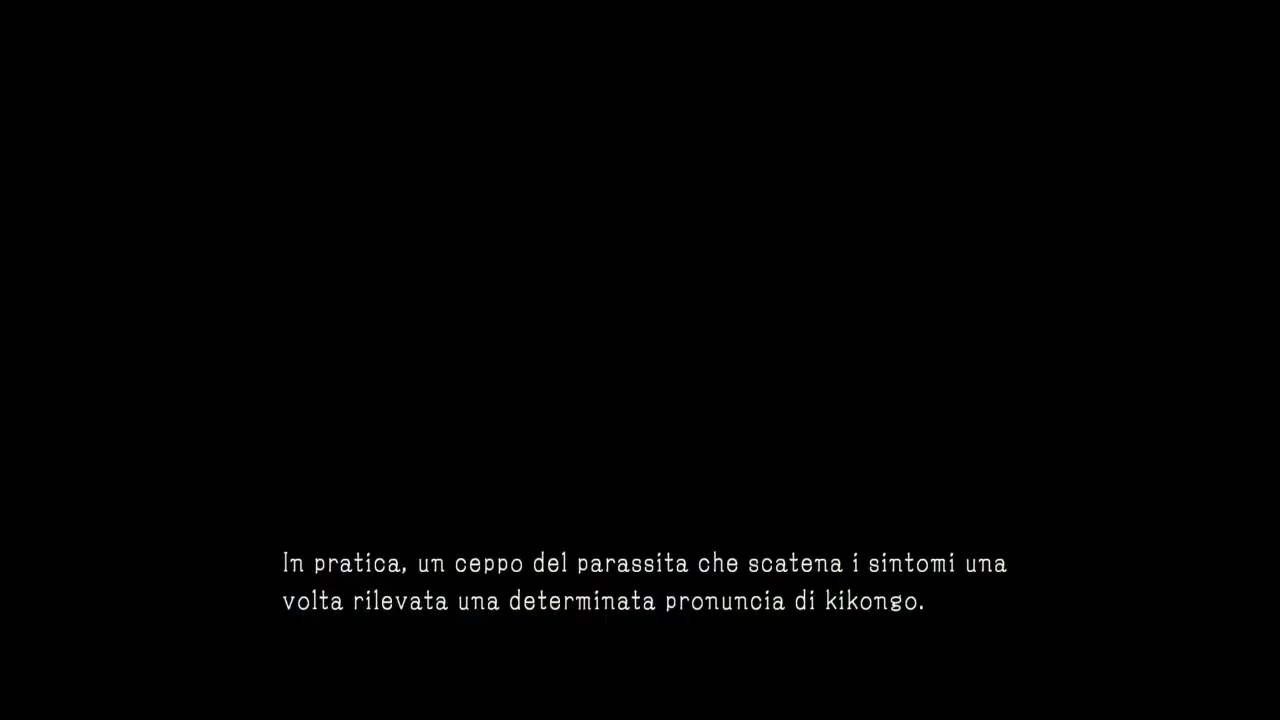 In pratica, un ceppo del parassita che scatena i sintomi una
volta rilevata una determinata pronuncia di kikongo.